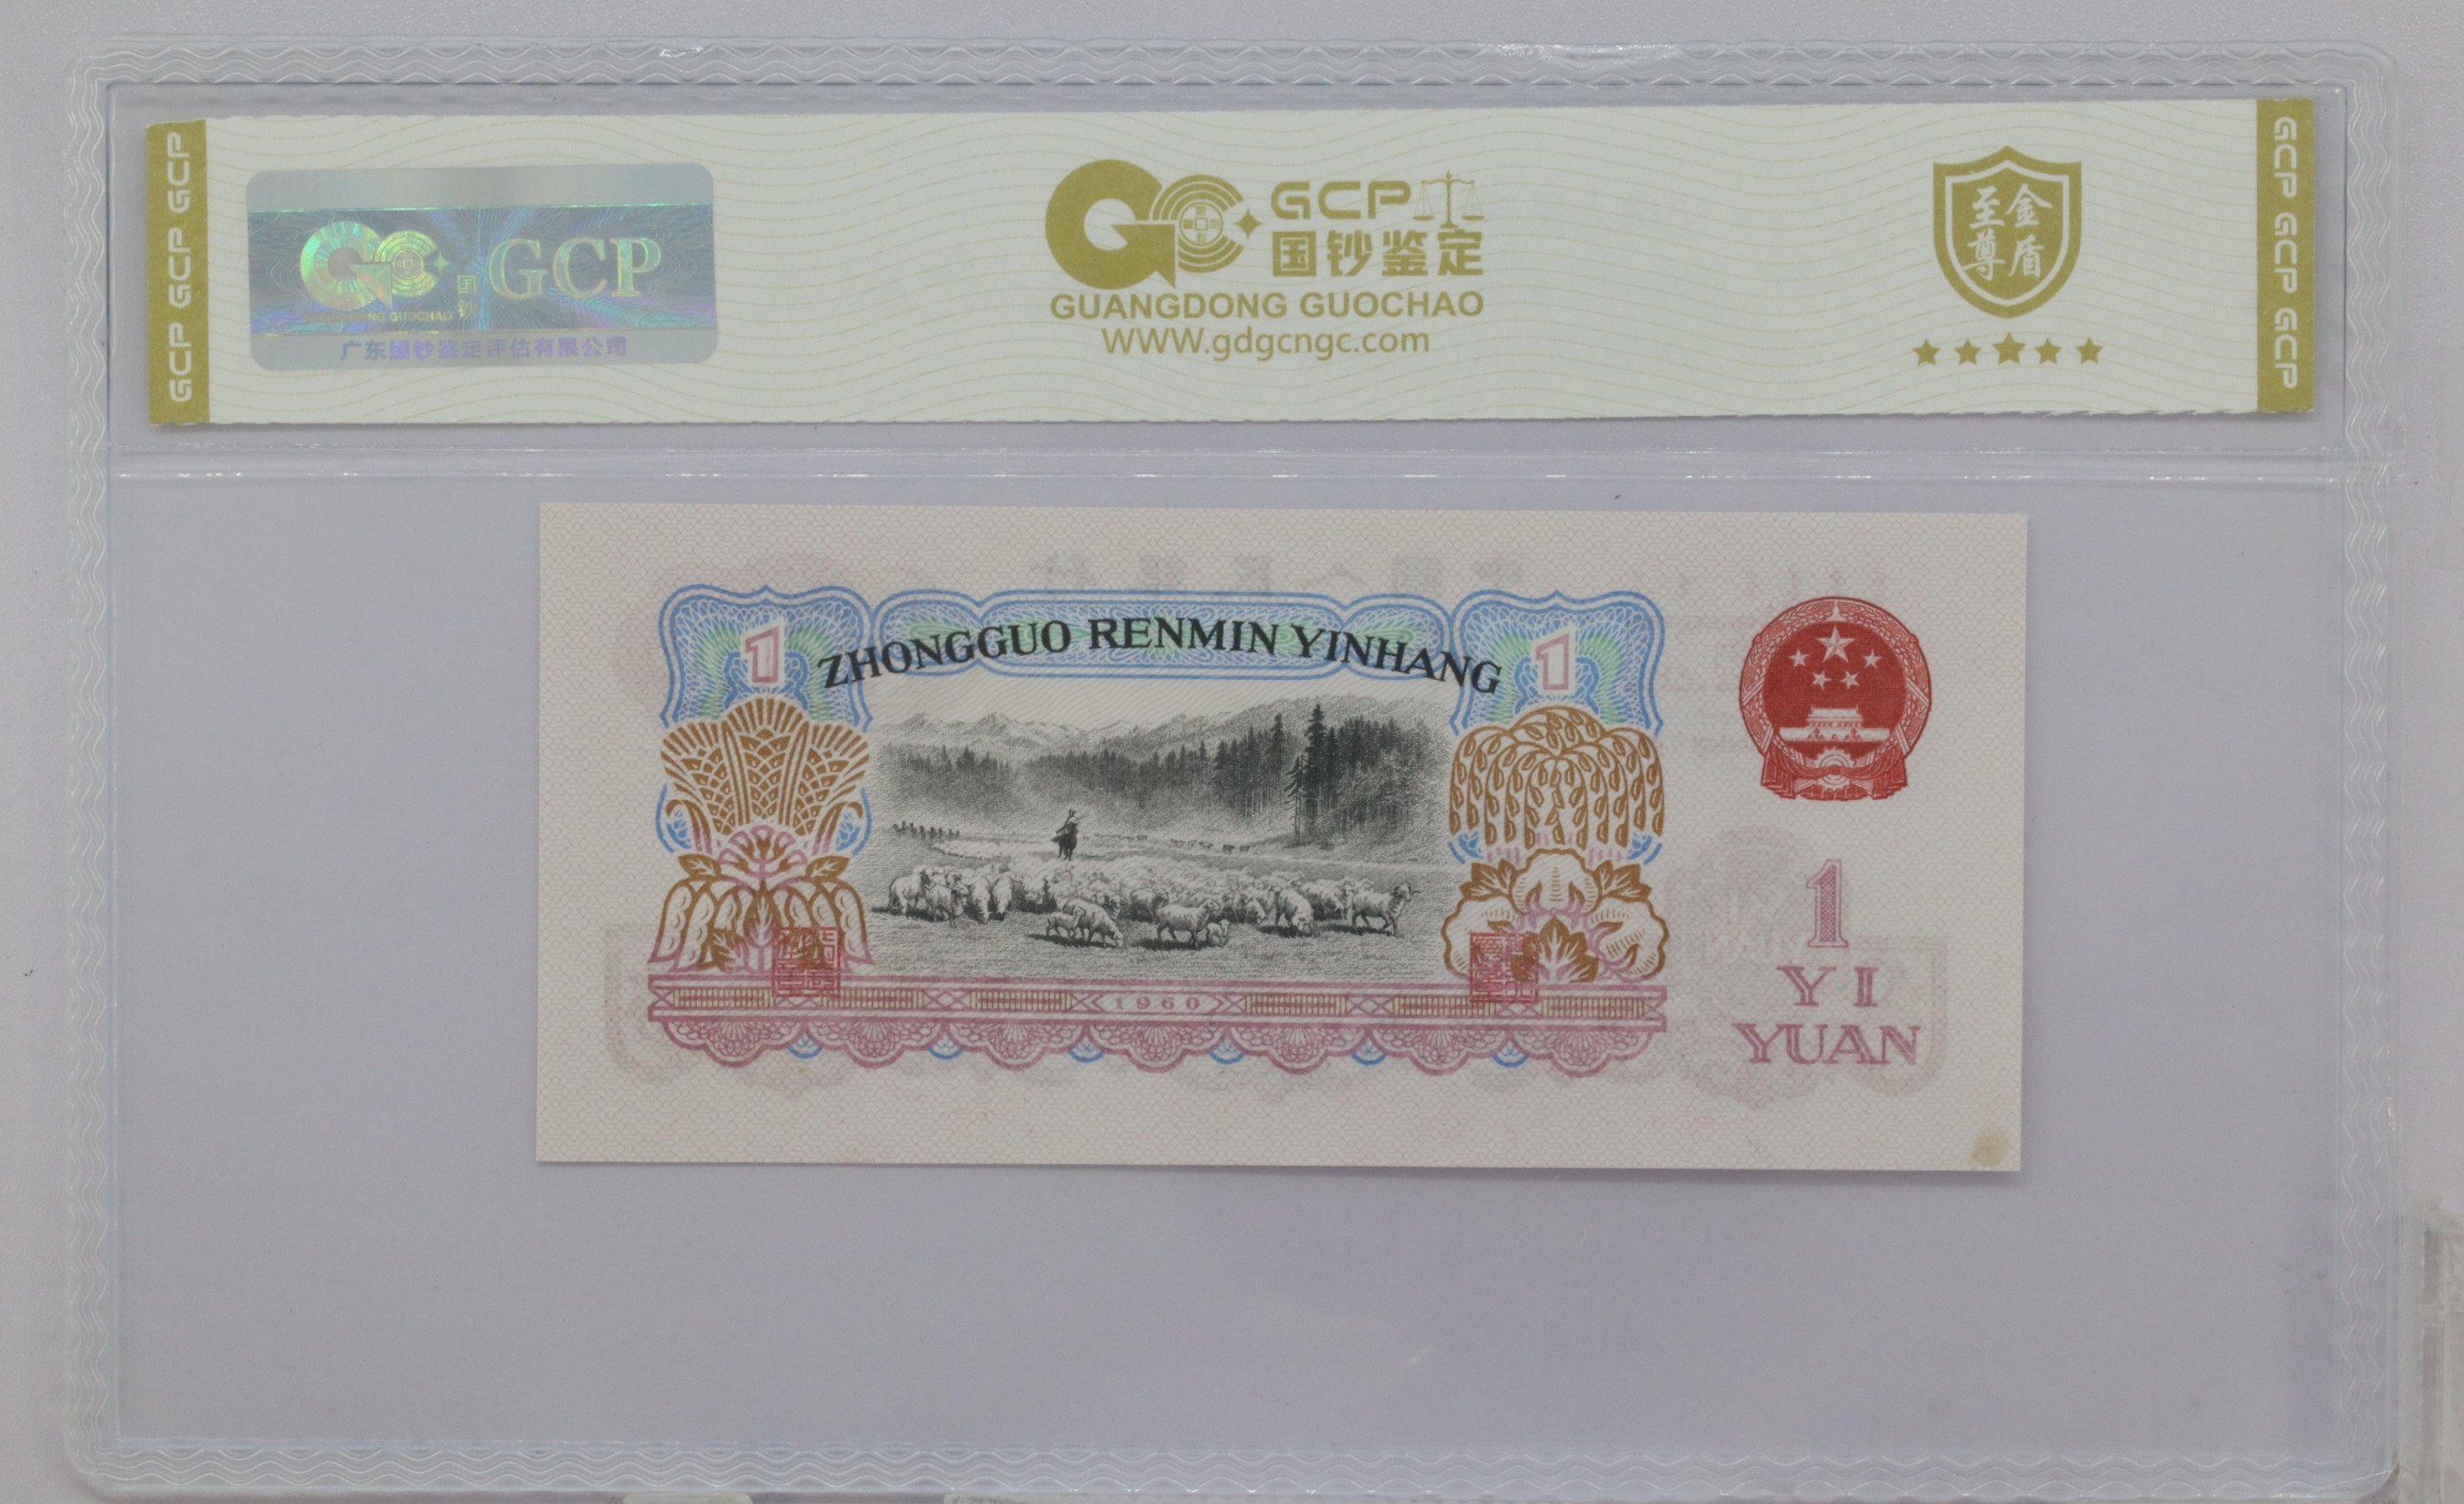 GCP GCP GCP
GCP
国钞
GUANGDONG GUOCHAO
广东国钞鉴定评估有限公司
GCP
国钞鉴定
GUANGDONG GUOCHAO
WWW.gdgcngc.com
至尊金盾
GCP GCP GCP
1
ZHONGGUO RENMIN YINHANG
1
1960
1
YI
YUAN